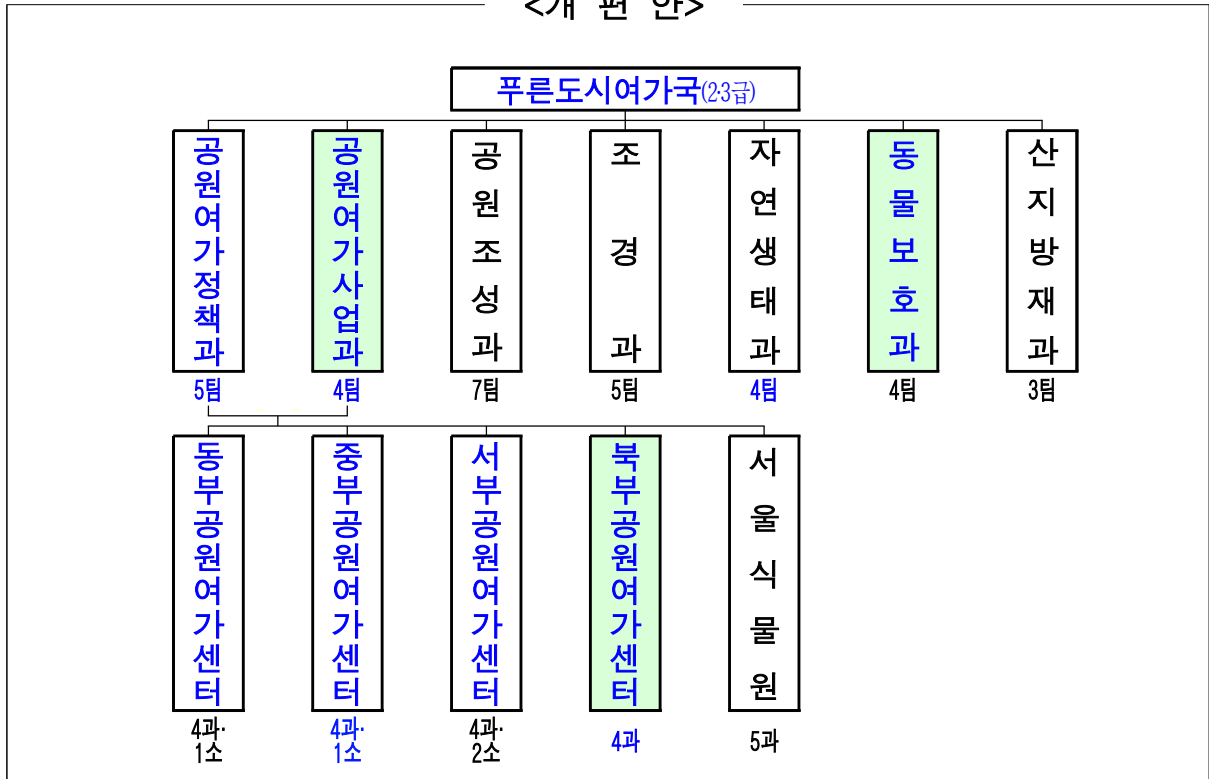 <개 편 안>
푸른도시여가국(2·3급)
공원여가정책과
공원여가사업과
공원조성과
조경과
자연생태과
동물보호과
산지방재과
5팀
4팀
7팀
5팀
4팀
4팀
3팀
동부공원여가센터
중부공원여가센터
서부공원여가센터
북부공원여가센터
서울식물원
4과·
1소
4과·
1소
4과·
2소
4과
5과